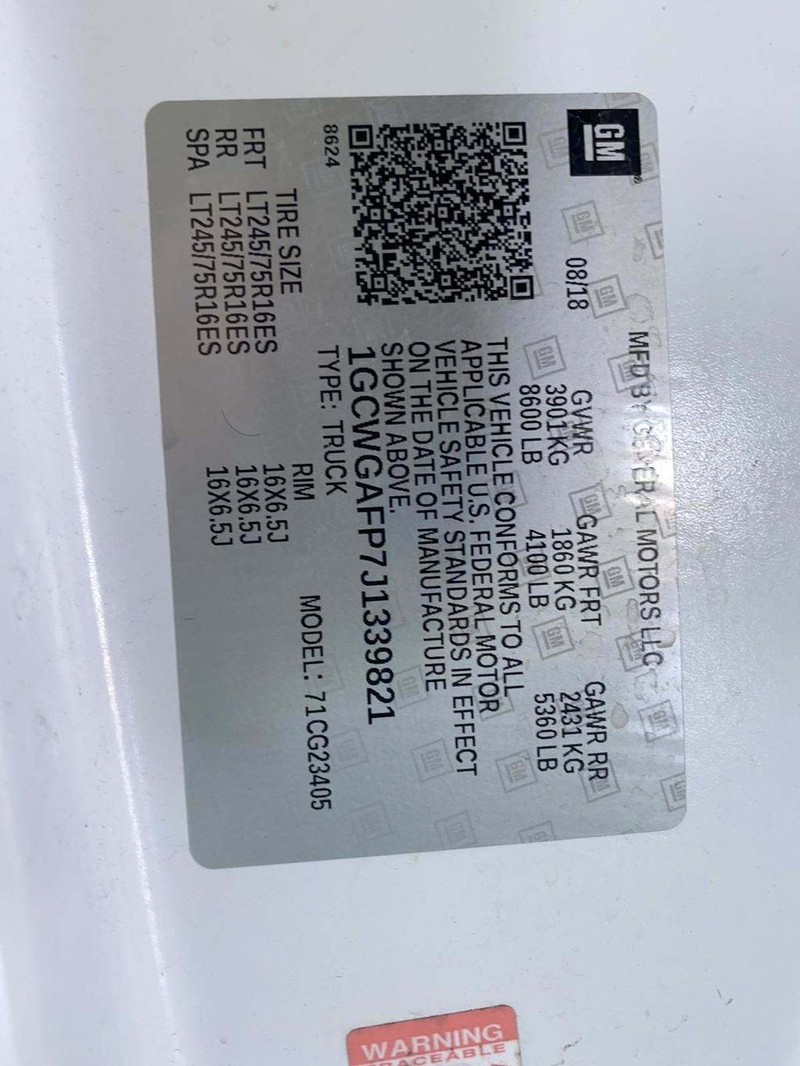 GM
MFD BY GENERAL MOTORS LLC
08/18
GVWR GAWR FRT GAWR RR
3901 KG 1860 KG 2431 KG
8600 LB 4100 LB 5360 LB
THIS VEHICLE CONFORMS TO ALL
APPLICABLE U.S. FEDERAL MOTOR
VEHICLE SAFETY STANDARDS IN EFFECT
ON THE DATE OF MANUFACTURE
SHOWN ABOVE.
1GCWGAFP7J1339821
8624 TYPE: TRUCK MODEL: 71CG23405
TIRE SIZE RIM
FRT LT245/75R16ES 16X6.5J
RR LT245/75R16ES 16X6.5J
SPA LT245/75R16ES 16X6.5J
WARNING